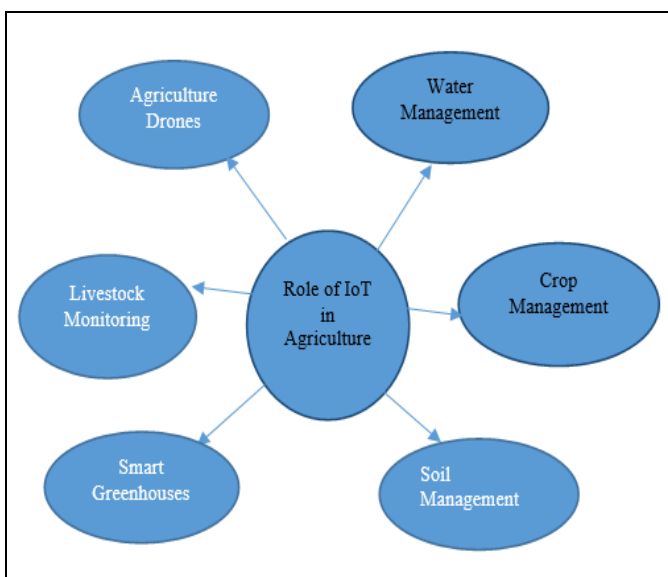 Agriculture
Drones
Water
Management
Livestock
Monitoring
Role of IoT
in
Agriculture
Crop
Management
Smart
Greenhouses
Soil
Management